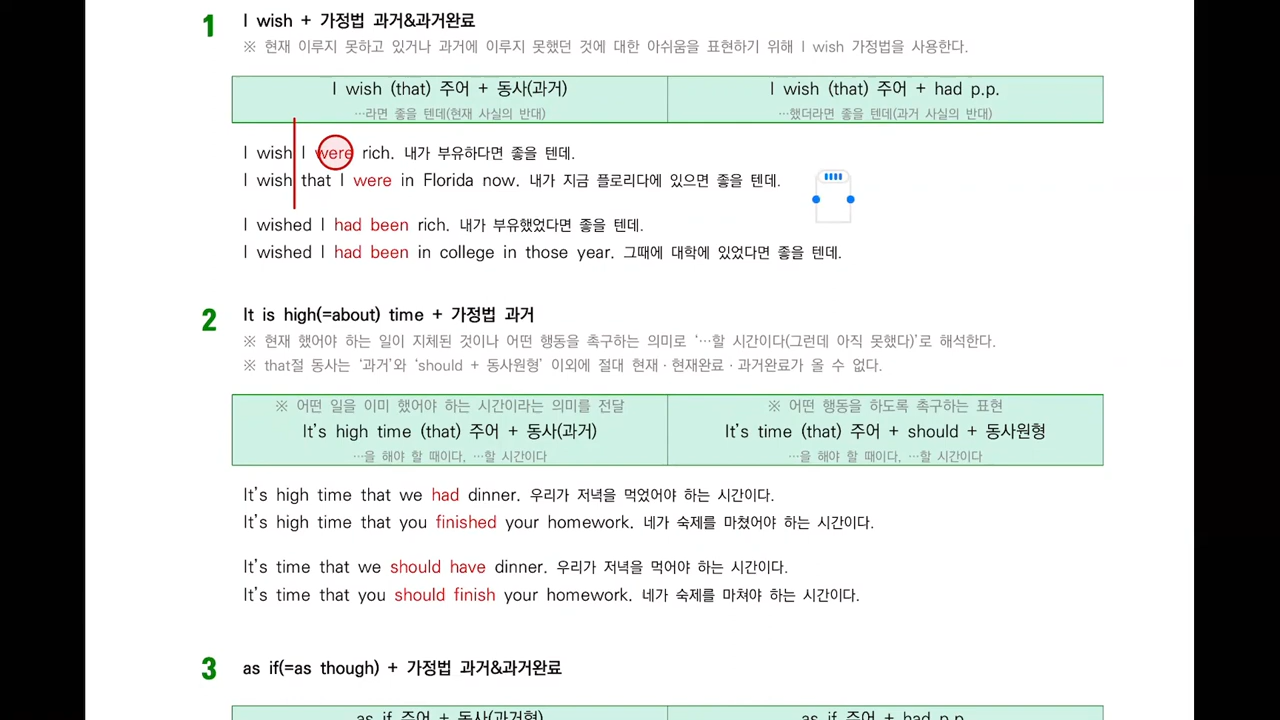 1 I wish + 가정법 과거&과거완료
※ 현재 이루지 못하고 있거나 과거에 이루지 못했던 것에 대한 아쉬움을 표현하기 위해 I wish 가정법을 사용한다.
I wish (that) 주어 + 동사(과거)
…라면 좋을 텐데(현재 사실의 반대)
I wish (that) 주어 + had p.p.
…했더라면 좋을 텐데(과거 사실의 반대)
I wish I were rich. 내가 부유하다면 좋을 텐데.
I wish that I were in Florida now. 내가 지금 플로리다에 있으면 좋을 텐데.
I wished I had been rich. 내가 부유했었다면 좋을 텐데.
I wished I had been in college in those year. 그때에 대학에 있었다면 좋을 텐데.
2 It is high(=about) time + 가정법 과거
※ 현재 했어야 하는 일이 지체된 것이나 어떤 행동을 촉구하는 의미로 ‘…할 시간이다(그런데 아직 못했다)’로 해석한다.
※ that절 동사는 ‘과거’와 ‘should + 동사원형’ 이외에 절대 현재·현재완료·과거완료가 올 수 없다.
※ 어떤 일을 이미 했어야 하는 시간이라는 의미를 전달
It’s high time (that) 주어 + 동사(과거)
…을 해야 할 때이다, …할 시간이다
※ 어떤 행동을 하도록 촉구하는 표현
It’s time (that) 주어 + should + 동사원형
…을 해야 할 때이다, …할 시간이다
It’s high time that we had dinner. 우리가 저녁을 먹었어야 하는 시간이다.
It’s high time that you finished your homework. 네가 숙제를 마쳤어야 하는 시간이다.
It’s time that we should have dinner. 우리가 저녁을 먹어야 하는 시간이다.
It’s time that you should finish your homework. 네가 숙제를 마쳐야 하는 시간이다.
3 as if(=as though) + 가정법 과거&과거완료
as if 주어 + 동사(과거형)
as if 주어 + had p.p.